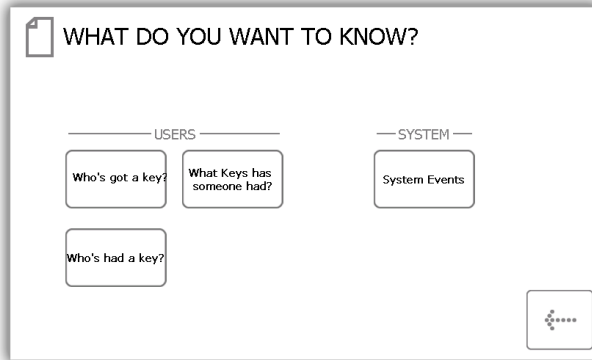 WHAT DO YOU WANT TO KNOW?
USERS
SYSTEM
Who's got a key?
What Keys has
someone had?
System Events
Who's had a key?